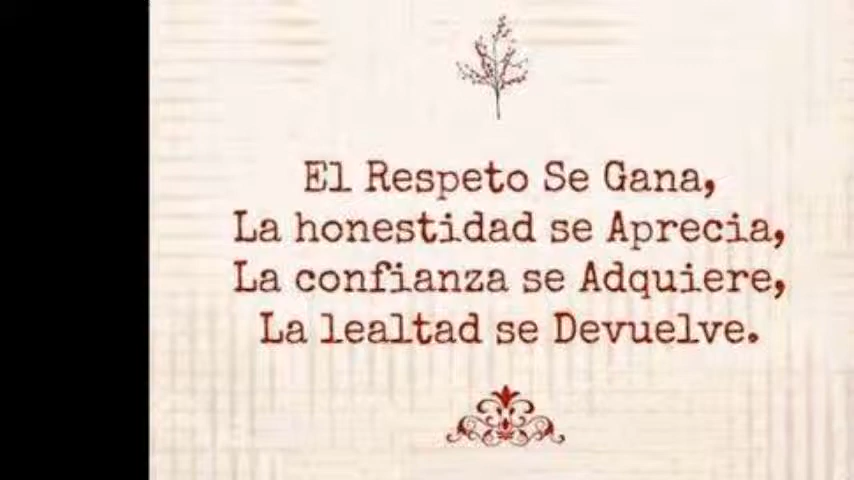 El Respeto Se Gana,
La honestidad se Aprecia,
La confianza se Adquiere,
La lealtad se Devuelve.